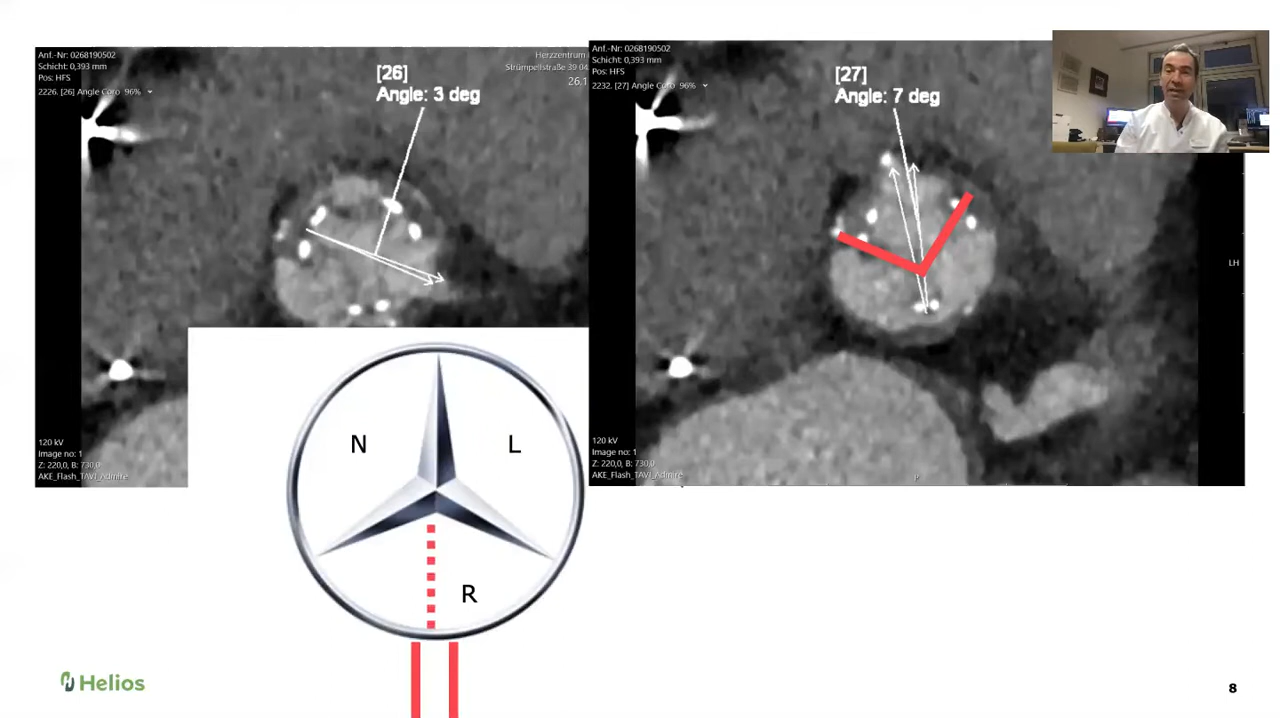 Anf.-Nr: 0268190502
Schicht: 0,393 mm
Pos: HFS
2226. [26] Angle Coro 96%
[26]
Angle: 3 deg
Herzzentrum
Strümpellstraße 39 04
26.1
120 kV
Image no: 1
Z: 220,0, B: 730,0
AKE_Flash_TAVI_Admire
Anf.-Nr: 0268190502
Schicht: 0,393 mm
Pos: HFS
2232. [27] Angle Coro 96%
[27]
Angle: 7 deg
LH
120 kV
Image no: 1
Z: 220,0, B: 730,0
AKE_Flash_TAVI_Admire
P
N
L
R
Helios
8